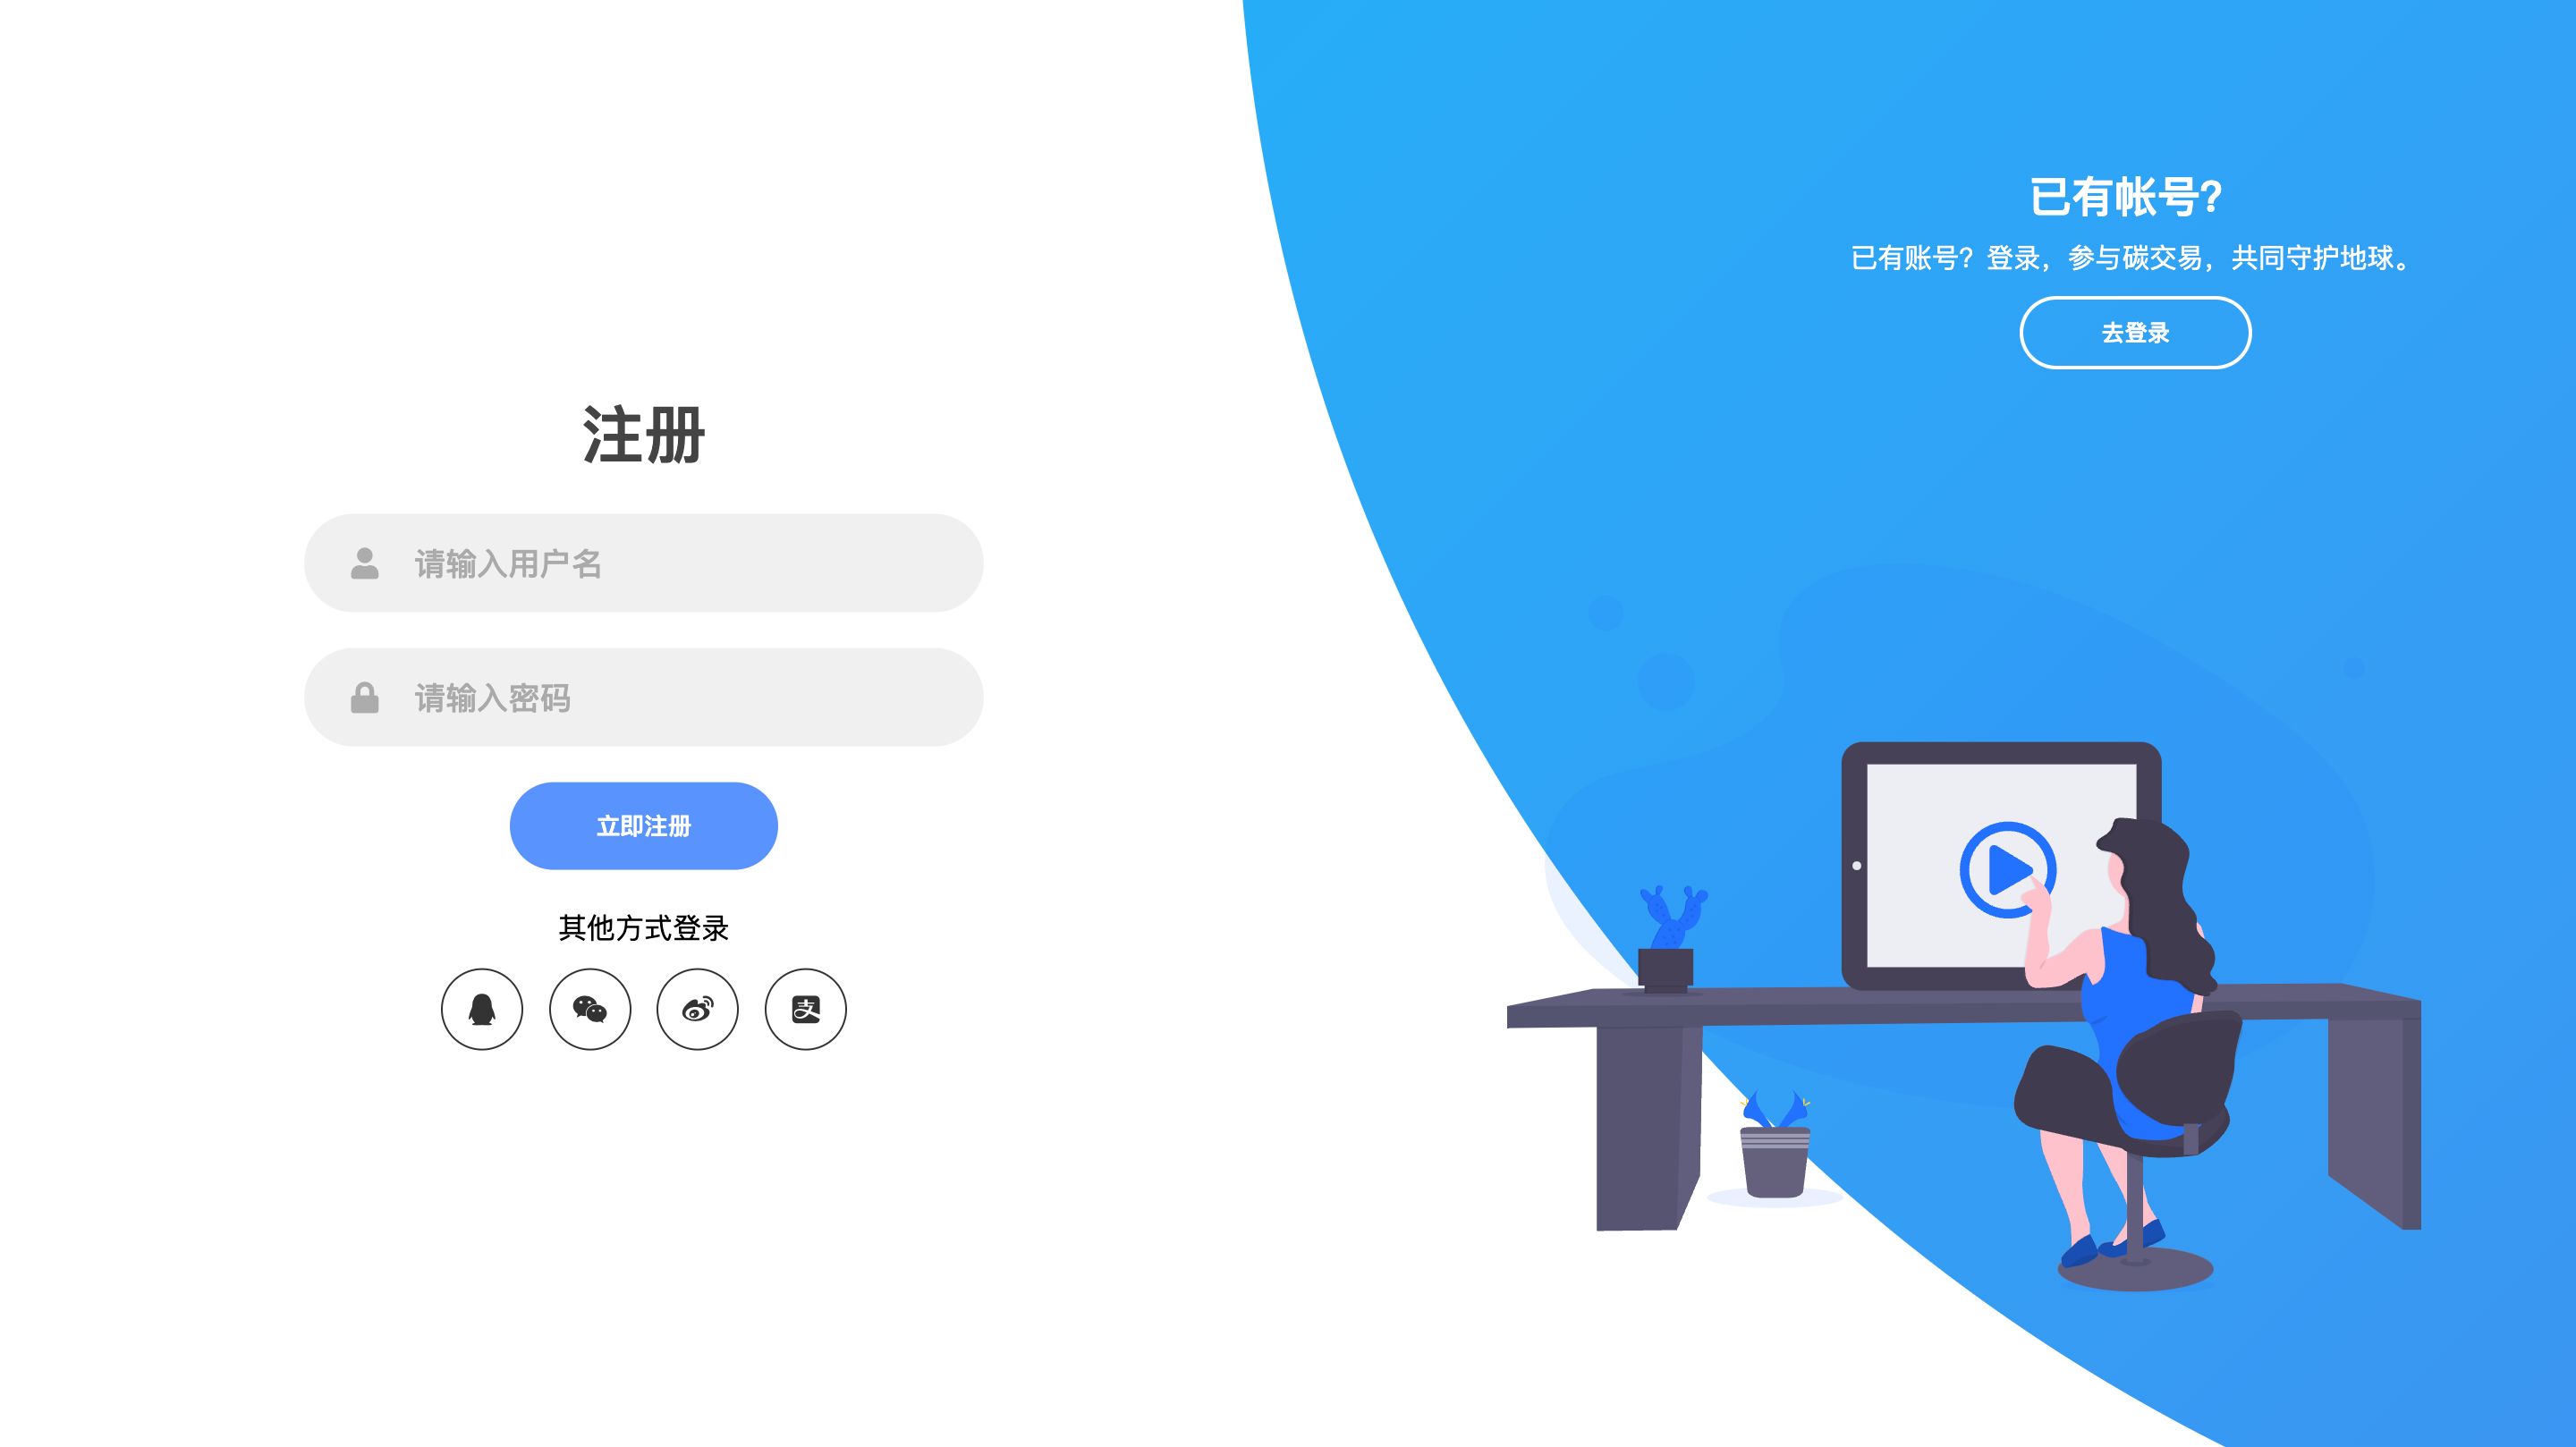 注册
请输入用户名
请输入密码
立即注册
其他方式登录
已有帐号?
已有账号？登录，参与碳交易，共同守护地球。
去登录